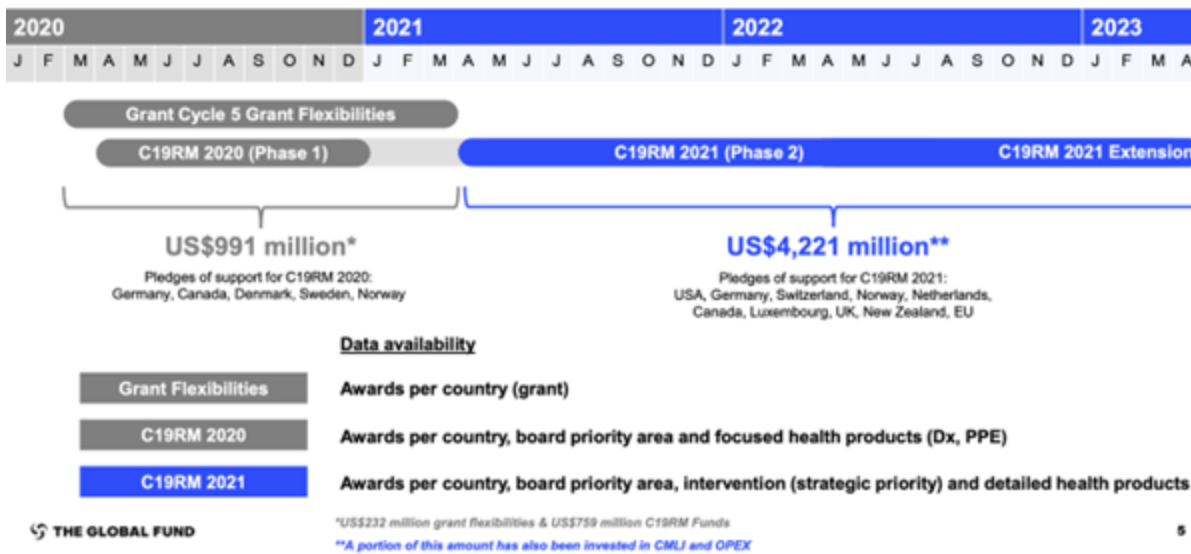 2020 2021 2022 2023
J F M A M J J A S O N D J F M A M J J A S O N D J F M A M J J A S O N D J F M A
Grant Cycle 5 Grant Flexibilities
C19RM 2020 (Phase 1) C19RM 2021 (Phase 2) C19RM 2021 Extension
US$991 million* US$4,221 million**
Pledges of support for C19RM 2020: Pledges of support for C19RM 2021:
Germany, Canada, Denmark, Sweden, Norway USA, Germany, Switzerland, Norway, Netherlands,
Canada, Luxembourg, UK, New Zealand, EU
Data availability
Grant Flexibilities Awards per country (grant)
C19RM 2020 Awards per country, board priority area and focused health products (Dx, PPE)
C19RM 2021 Awards per country, board priority area, intervention (strategic priority) and detailed health products
*US$232 million grant flexibilities & US$759 million C19RM Funds
THE GLOBAL FUND 5
**A portion of this amount has also been invested in CMLI and OPEX